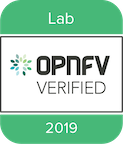 Lab
OPNFV
VERIFIED
2019